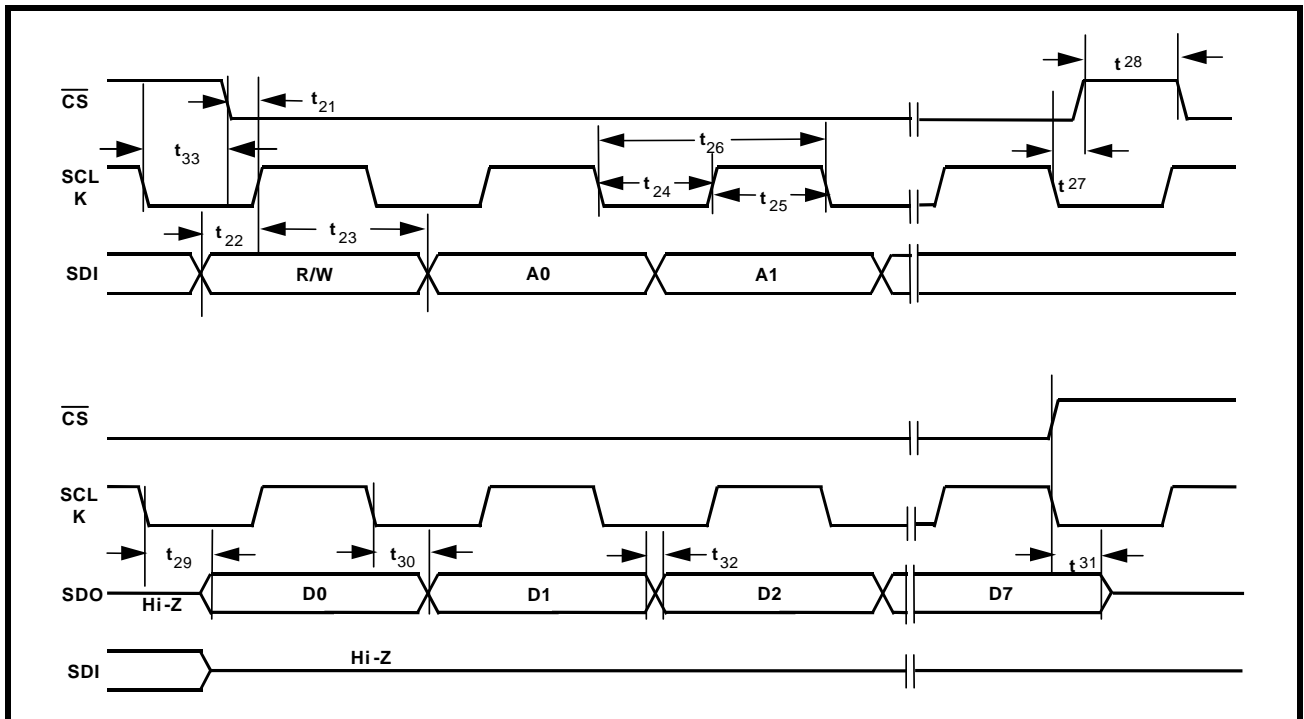 t28
CS
t21
t26
t33
SCL
K
t24
t25
t27
t22
t23
SDI
R/W
A0
A1
CS
SCL
K
t29
t30
t32
t31
SDO
Hi-Z
D0
D1
D2
D7
SDI
Hi-Z